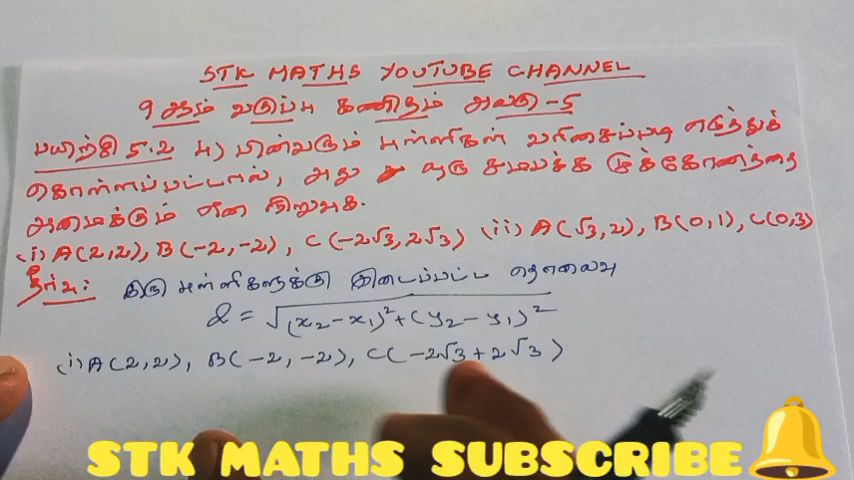 STK MATHS YOUTUBE CHANNEL
9 ஆம் வகுப்பு கணிதம் அலகு -5
பயிற்சி 5.2 4) பின்வரும் புள்ளிகள் வரிசைப்படி எடுத்துக்
கொள்ளப்பட்டால், அது ஒரு சமபக்க முக்கோணத்தை
அமைக்கும் என நிறுவுக.
(i) A(2,2), B(-2,-2), C(-2√3, 2√3) (ii) A(√3,2), B(0,1), C(0,3)
தீர்வு: இரு புள்ளிகளுக்கு இடைப்பட்ட தொலைவு
d = √(x₂-x₁)²+(y₂-y₁)²
(i) A(2,2), B(-2,-2), C(-2√3+2√3)
STK MATHS SUBSCRIBE